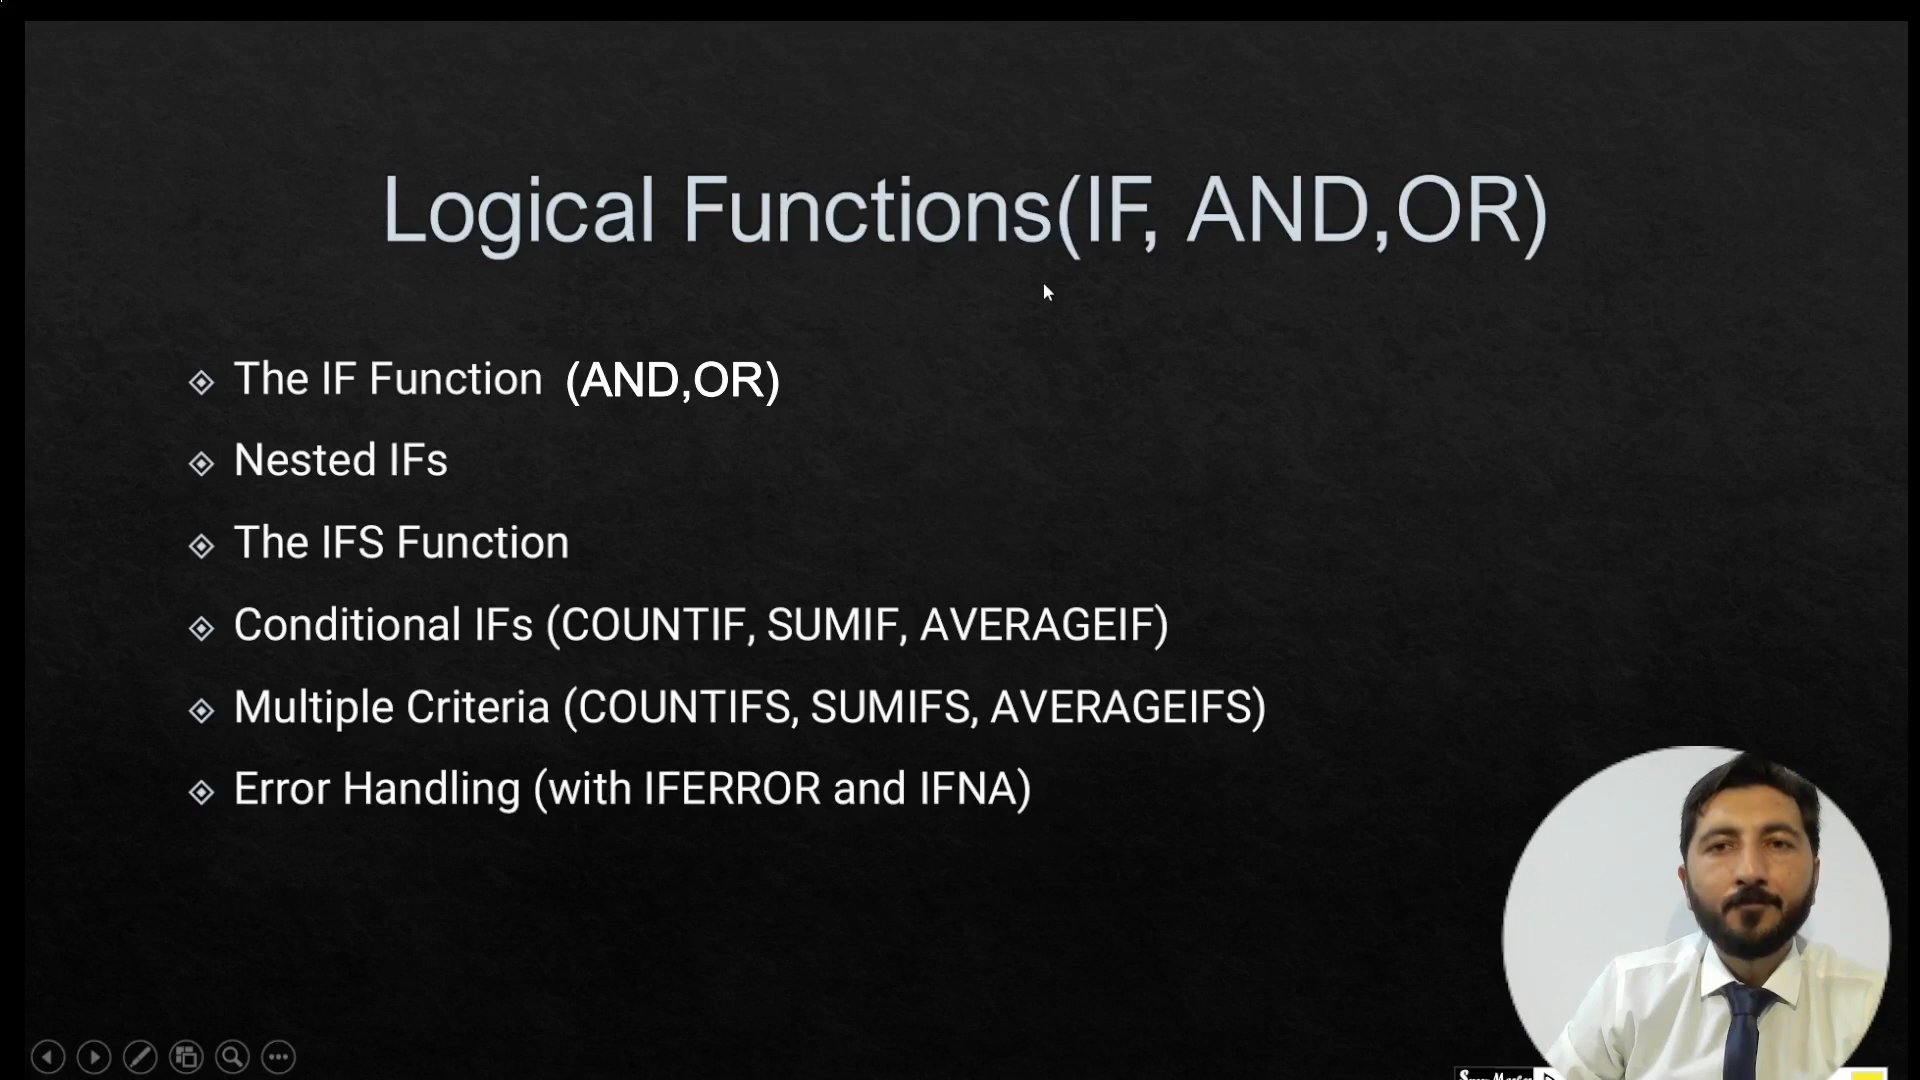 Logical Functions(IF, AND,OR)
The IF Function (AND,OR)
Nested IFs
The IFS Function
Conditional IFs (COUNTIF, SUMIF, AVERAGEIF)
Multiple Criteria (COUNTIFS, SUMIFS, AVERAGEIFS)
Error Handling (with IFERROR and IFNA)